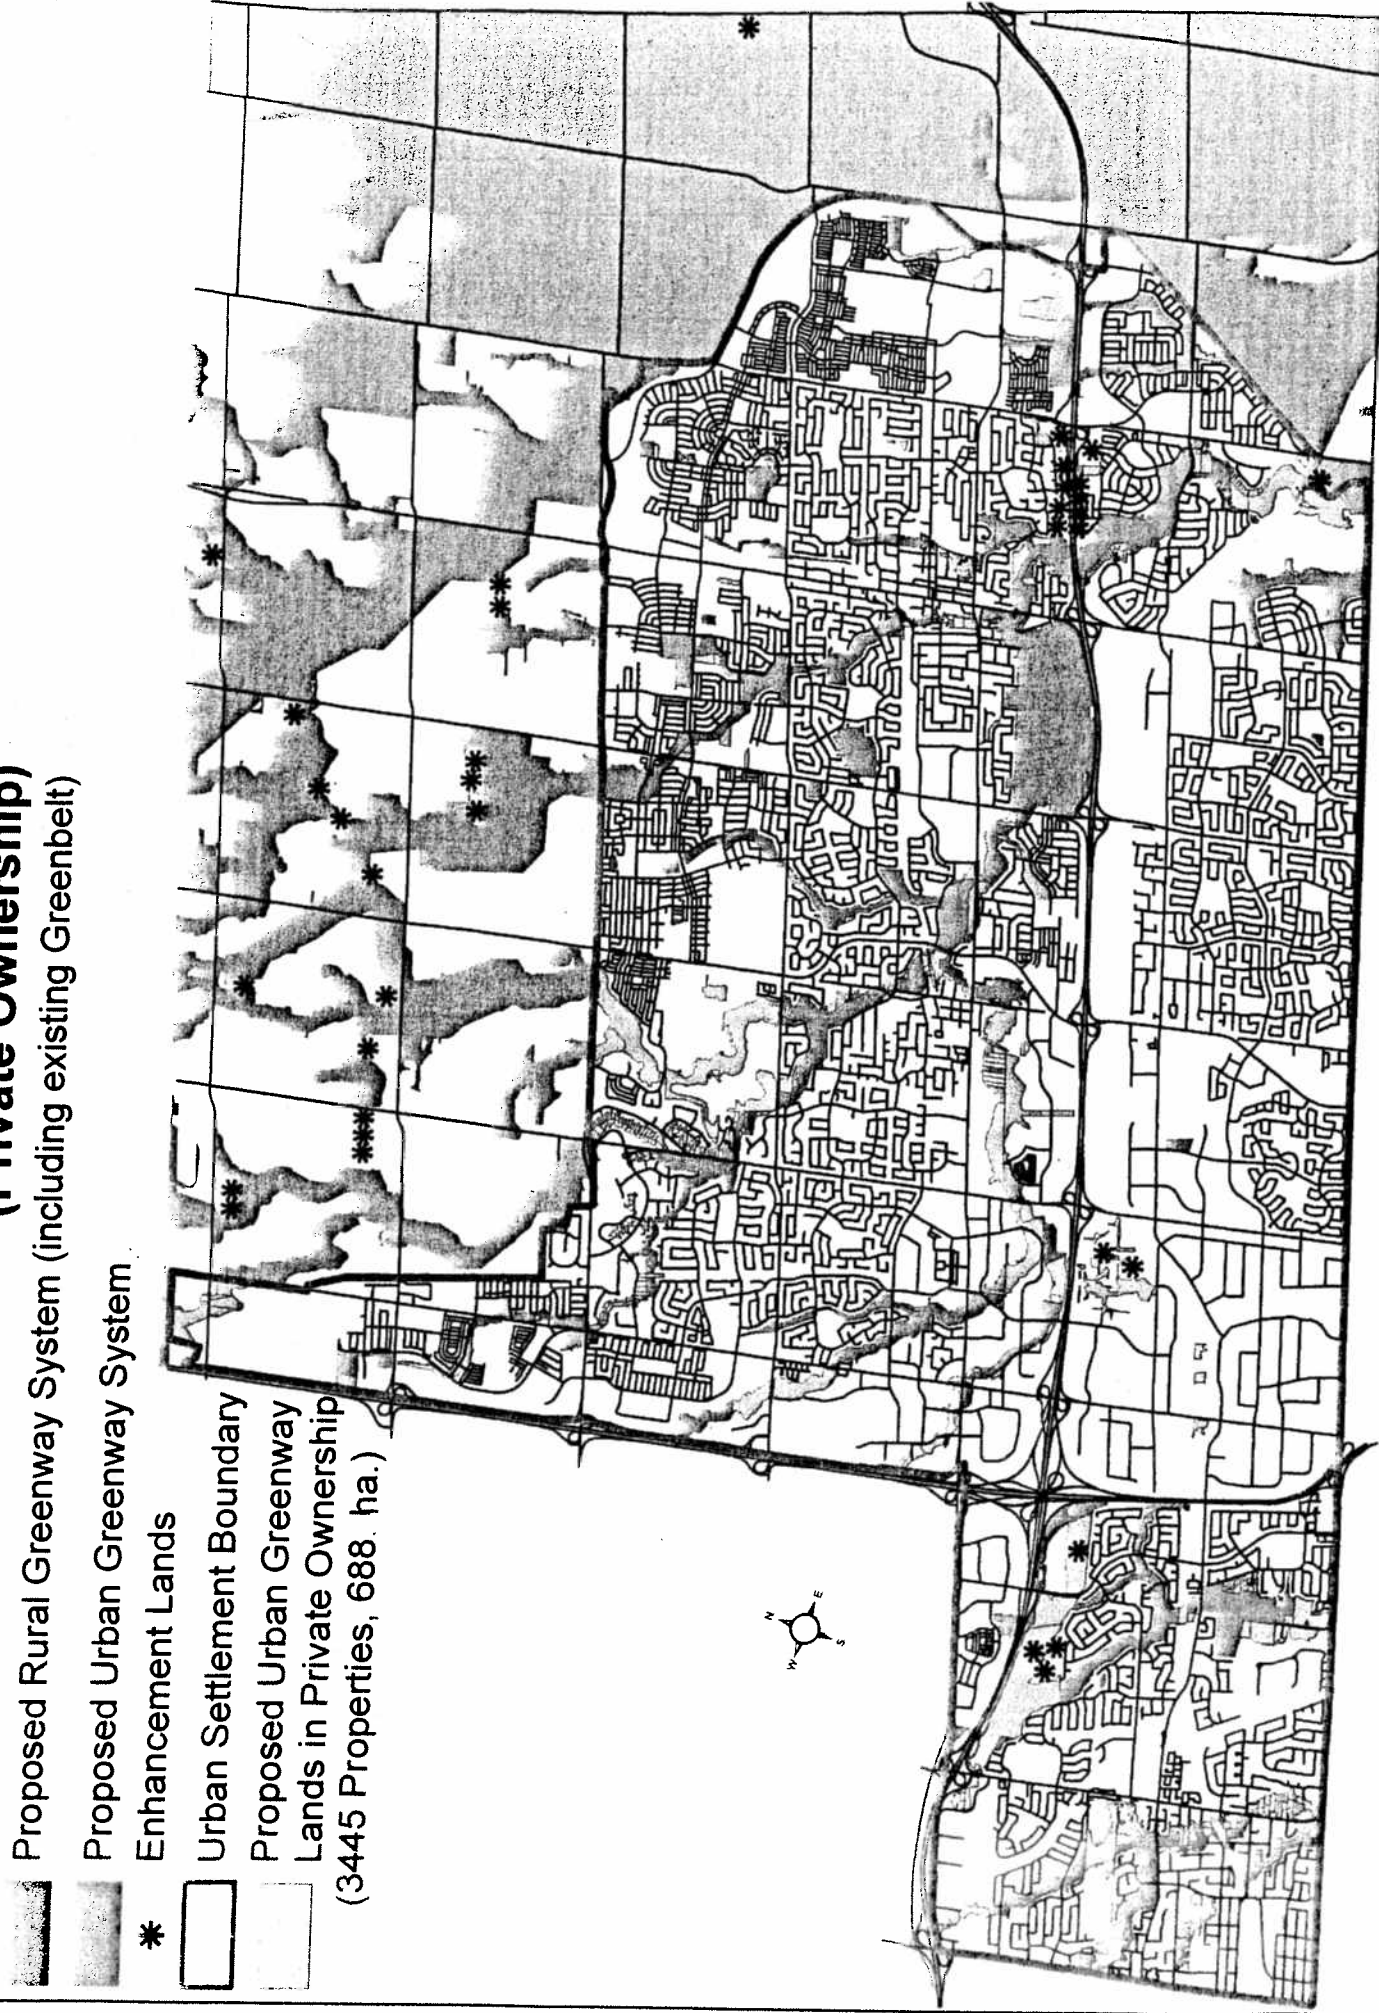 (Private Ownership)
Proposed Rural Greenway System (including existing Greenbelt)
Proposed Urban Greenway System
Enhancement Lands
Urban Settlement Boundary
Proposed Urban Greenway
Lands in Private Ownership
(3445 Properties, 688. ha.)
N
W
E
S